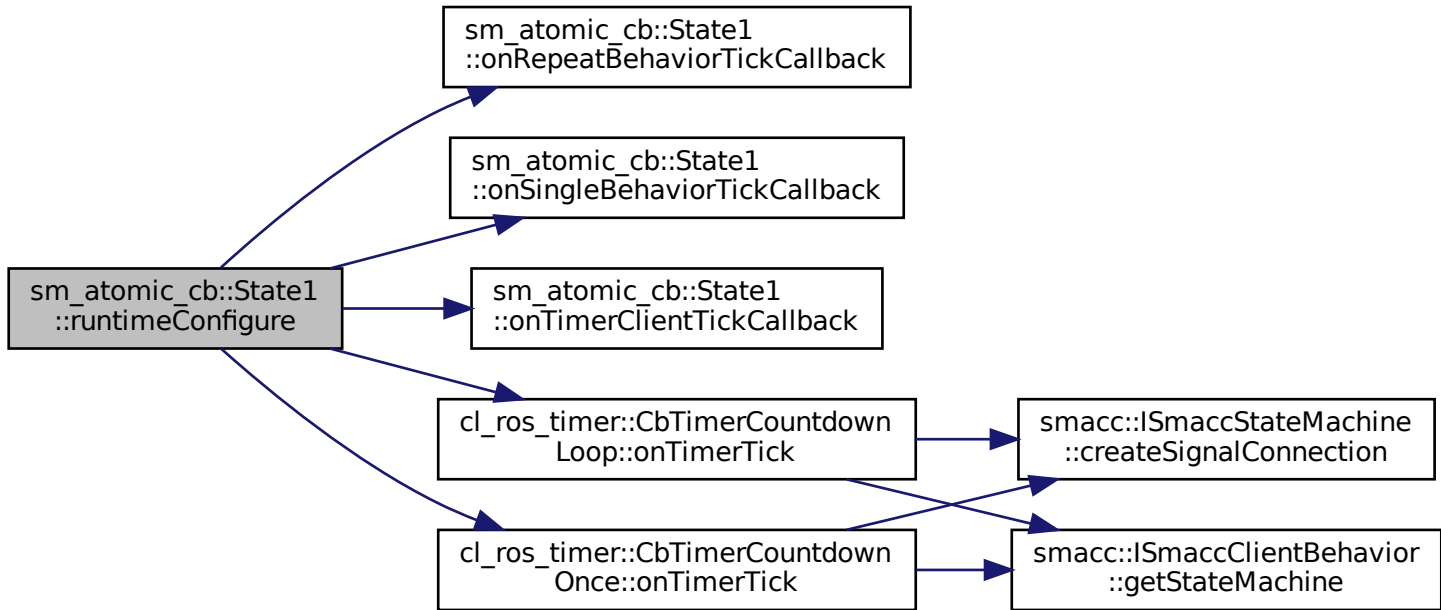 sm_atomic_cb::State1
::onRepeatBehaviorTickCallback
sm_atomic_cb::State1
::onSingleBehaviorTickCallback
sm_atomic_cb::State1
::runtimeConfigure
sm_atomic_cb::State1
::onTimerClientTickCallback
cl_ros_timer::CbTimerCountdown
Loop::onTimerTick
smacc::ISmaccStateMachine
::createSignalConnection
cl_ros_timer::CbTimerCountdown
Once::onTimerTick
smacc::ISmaccClientBehavior
::getStateMachine